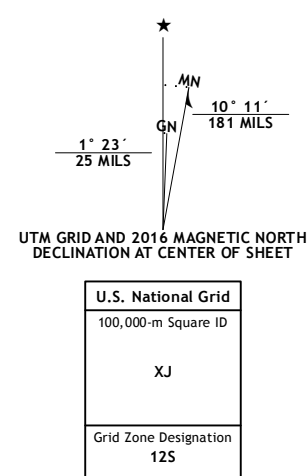 ★
MN
GN
10° 11´
181 MILS
1° 23´
25 MILS
UTM GRID AND 2016 MAGNETIC NORTH
DECLINATION AT CENTER OF SHEET
U.S. National Grid
100,000-m Square ID
XJ
Grid Zone Designation
12S